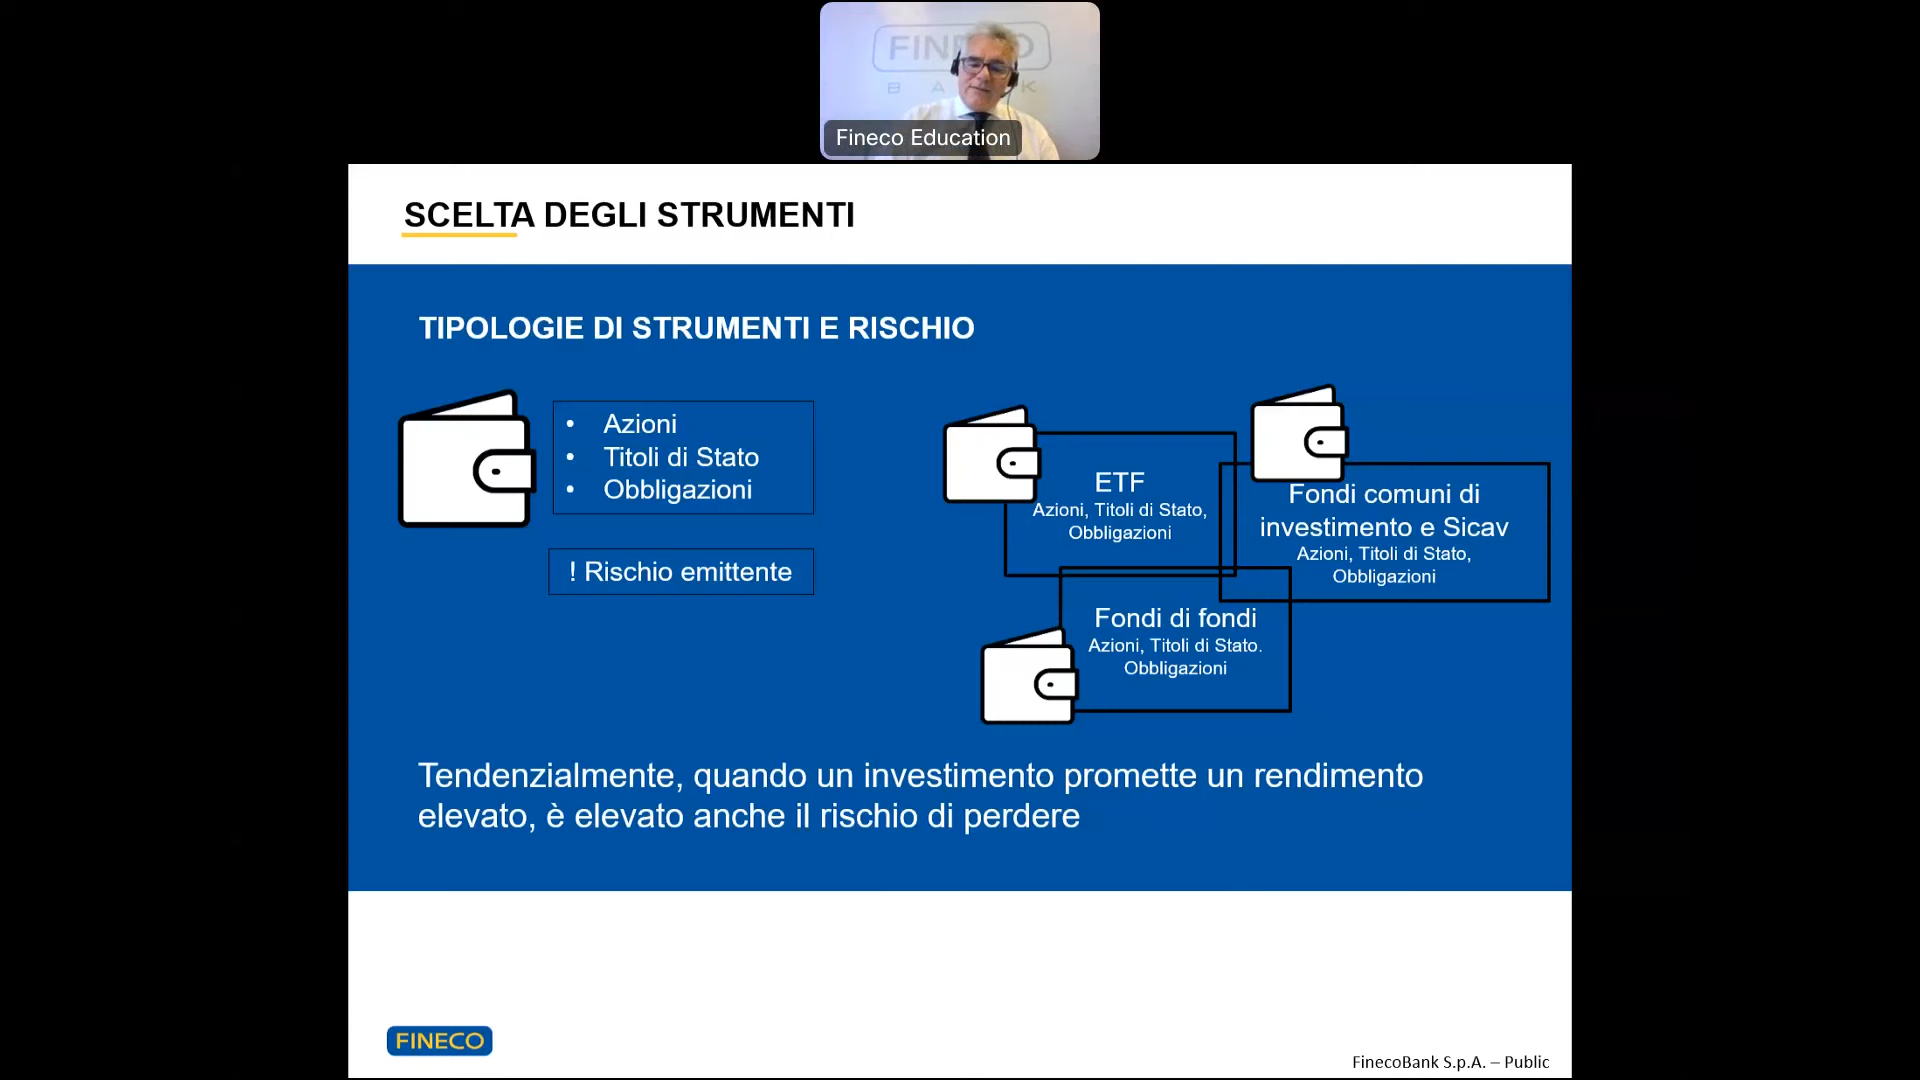 FINECO
BANK
Fineco Education
SCELTA DEGLI STRUMENTI
TIPOLOGIE DI STRUMENTI E RISCHIO
• Azioni
• Titoli di Stato
• Obbligazioni
! Rischio emittente
ETF
Azioni, Titoli di Stato,
Obbligazioni
Fondi comuni di
investimento e Sicav
Azioni, Titoli di Stato,
Obbligazioni
Fondi di fondi
Azioni, Titoli di Stato.
Obbligazioni
Tendenzialmente, quando un investimento promette un rendimento
elevato, è elevato anche il rischio di perdere
FINECO
FinecoBank S.p.A. – Public